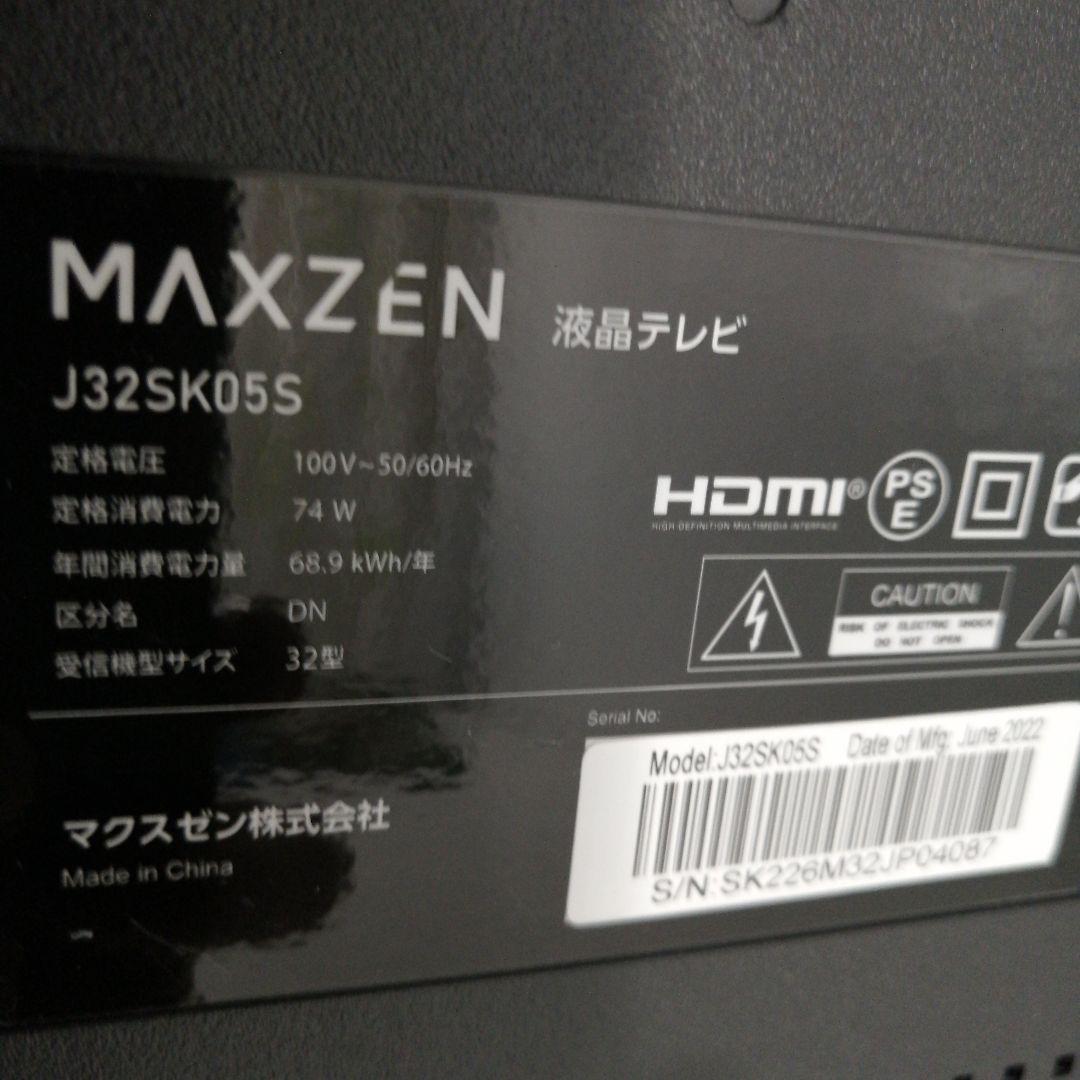 MAXZEN 液晶テレビ
J32SK05S
定格電圧 100V~50/60Hz
定格消費電力 74 W
年間消費電力量 68.9 kWh/年
区分名 DN
受信機型サイズ 32型
HDMI®
HIGH-DEFINITION MULTIMEDIA INTERFACE
PS
E
CAUTION
RISK OF ELECTRIC SHOCK
DO NOT OPEN
マクスゼン株式会社
Made in China
Serial No:
Model:J32SK05S Date of Mfg: June 2022
S/N:SK226M32JP04087